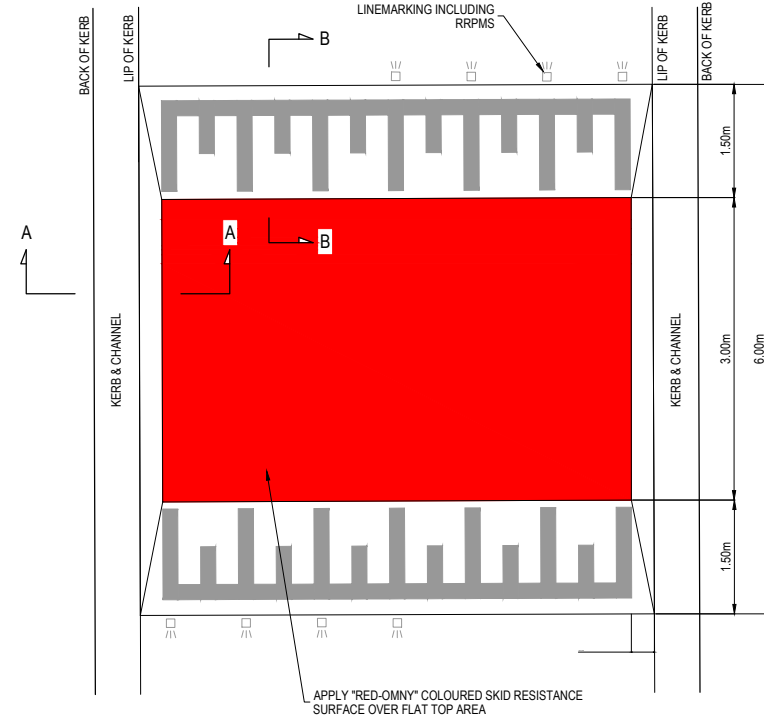 LINEMARKING INCLUDING
RRPMS
BACK OF KERB
LIP OF KERB
LIP OF KERB
BACK OF KERB
B
A
A
B
KERB & CHANNEL
KERB & CHANNEL
1.50m
3.00m
6.00m
1.50m
APPLY "RED-OMNY" COLOURED SKID RESISTANCE
SURFACE OVER FLAT TOP AREA